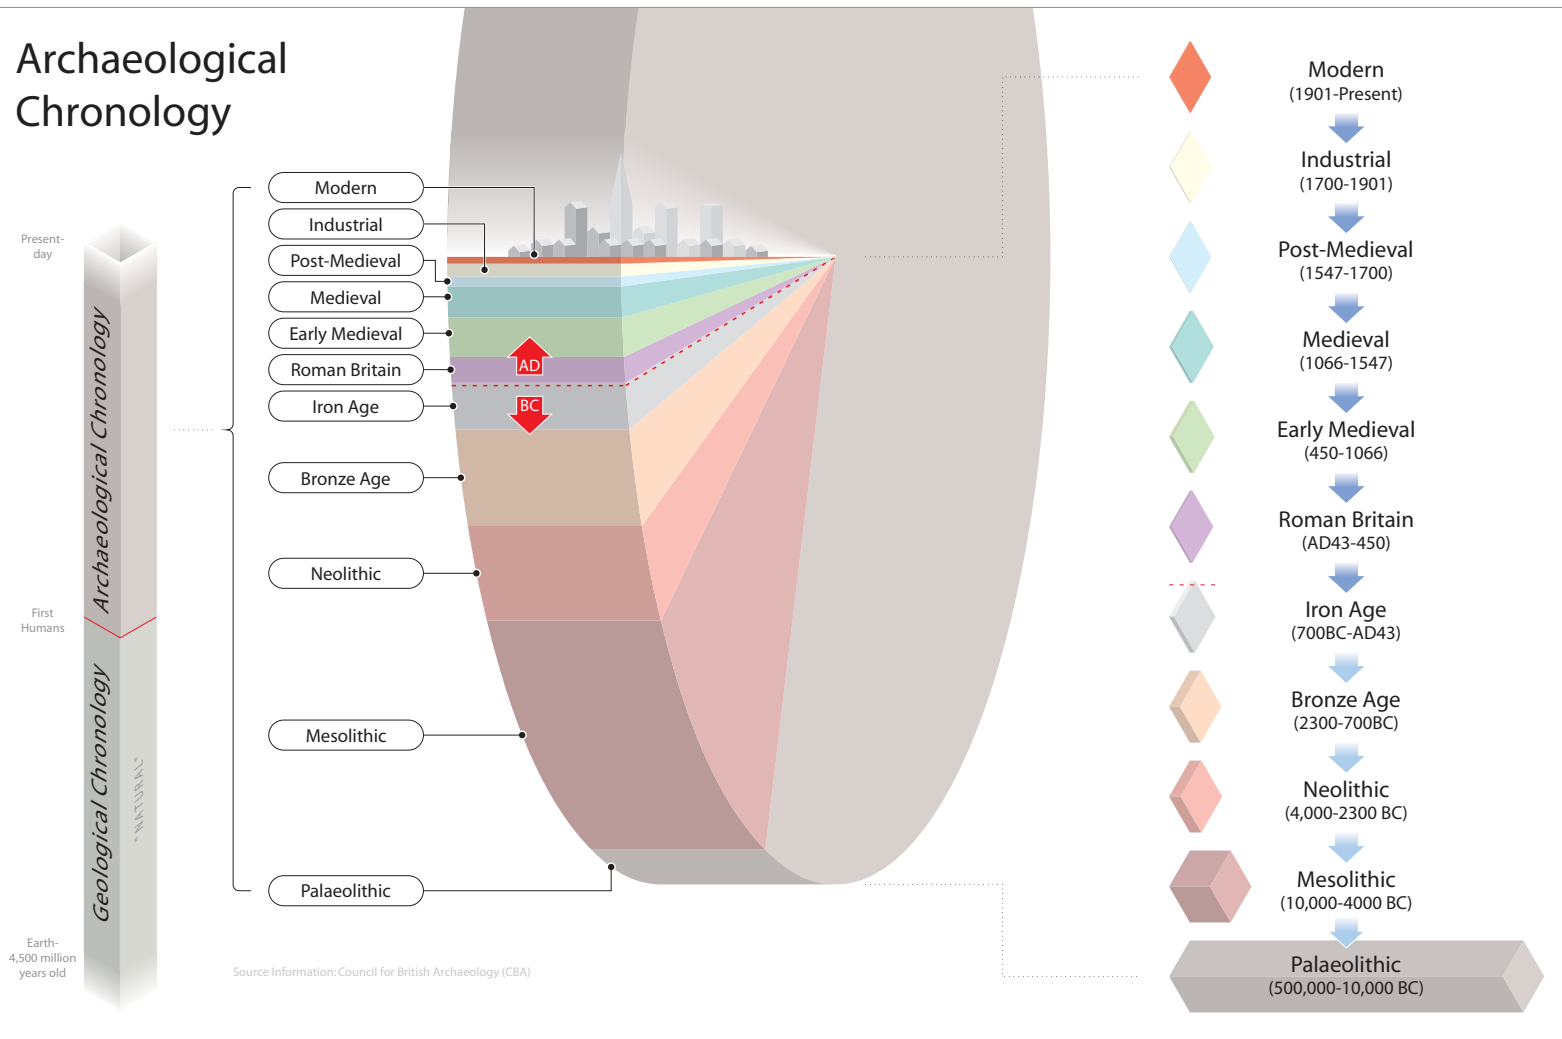 Archaeological
Chronology
Present-
day
Archaeological Chronology
First
Humans
Geological Chronology
"NATURAL"
Earth-
4,500 million
years old
Modern
Industrial
Post-Medieval
Medieval
Early Medieval
Roman Britain
Iron Age
Bronze Age
Neolithic
Mesolithic
Palaeolithic
AD
BC
Source Information: Council for British Archaeology (CBA)
Modern
(1901-Present)
Industrial
(1700-1901)
Post-Medieval
(1547-1700)
Medieval
(1066-1547)
Early Medieval
(450-1066)
Roman Britain
(AD43-450)
Iron Age
(700BC-AD43)
Bronze Age
(2300-700BC)
Neolithic
(4,000-2300 BC)
Mesolithic
(10,000-4000 BC)
Palaeolithic
(500,000-10,000 BC)